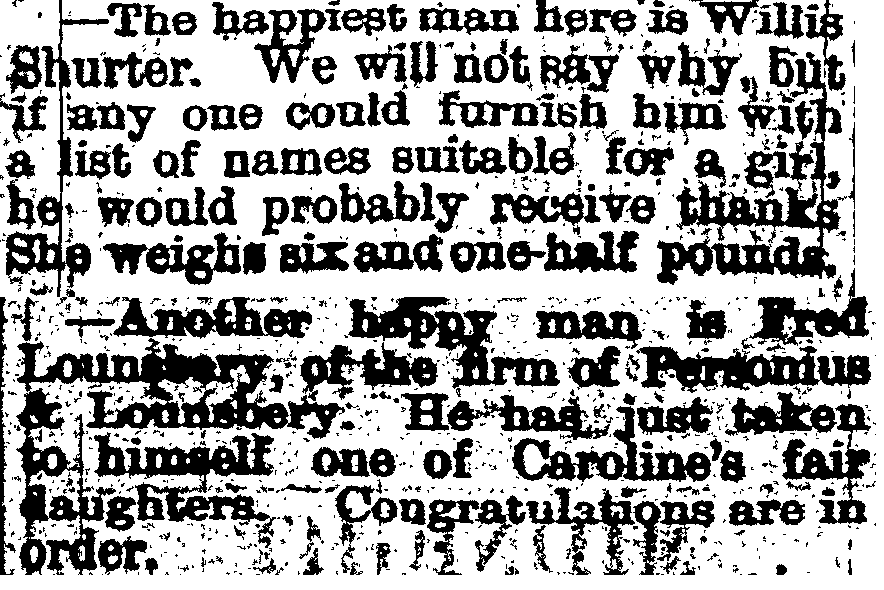 —The happiest man here is Willis
Shurter. We will not say why, but
if any one could furnish him with
a list of names suitable for a girl,
he would probably receive thanks
She weighs six and one-half pounds.
—Another happy man is Fred
Lounsbery, of the firm of Personius
& Lounsbery. He has just taken
to himself one of Caroline's fair
daughters. Congratulations are in
order.